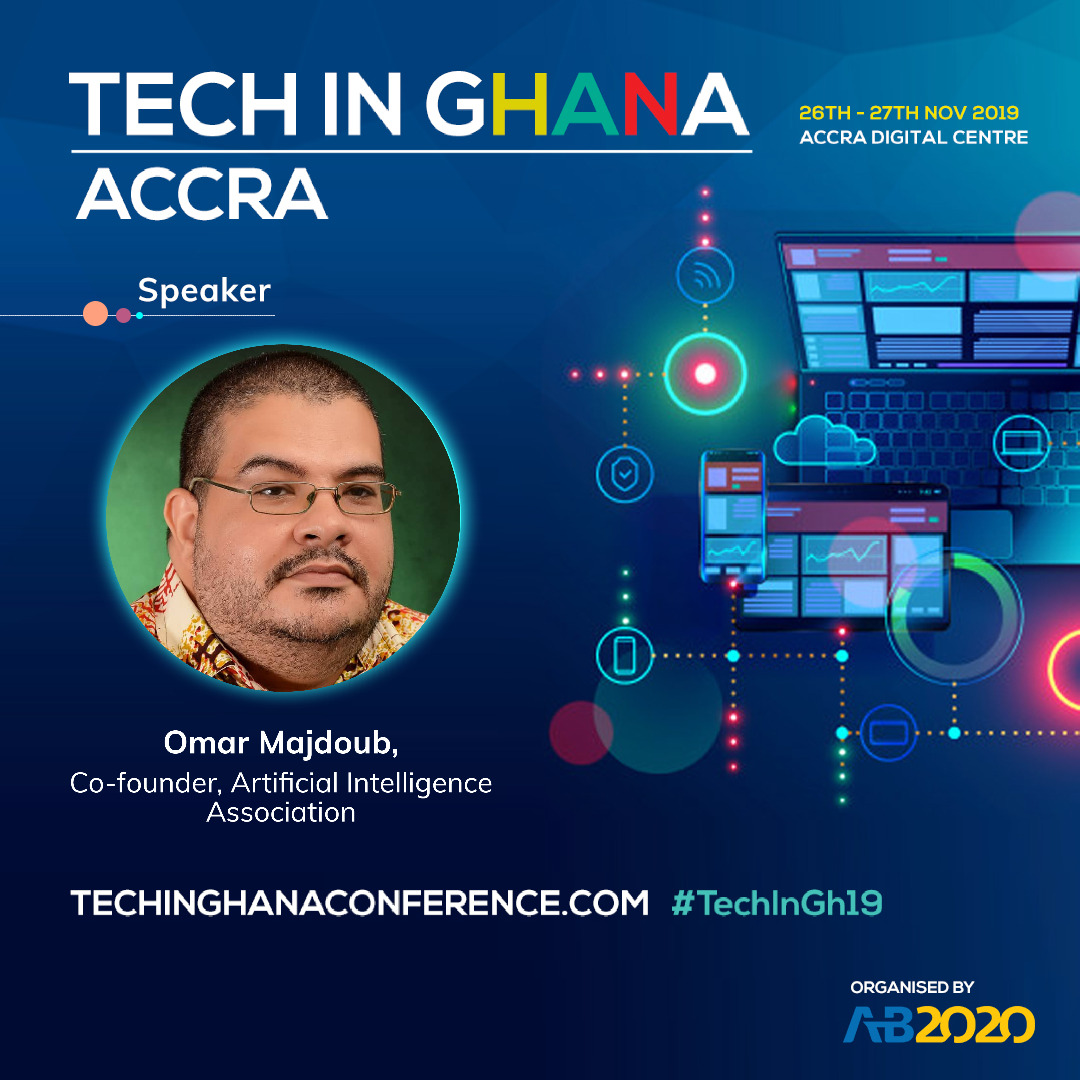 TECH IN GHANA
ACCRA
26TH - 27TH NOV 2019
ACCRA DIGITAL CENTRE
Speaker
Omar Majdoub,
Co-founder, Artificial Intelligence
Association
TECHINGHANACONFERENCE.COM #TechInGh19
ORGANISED BY
AB2020